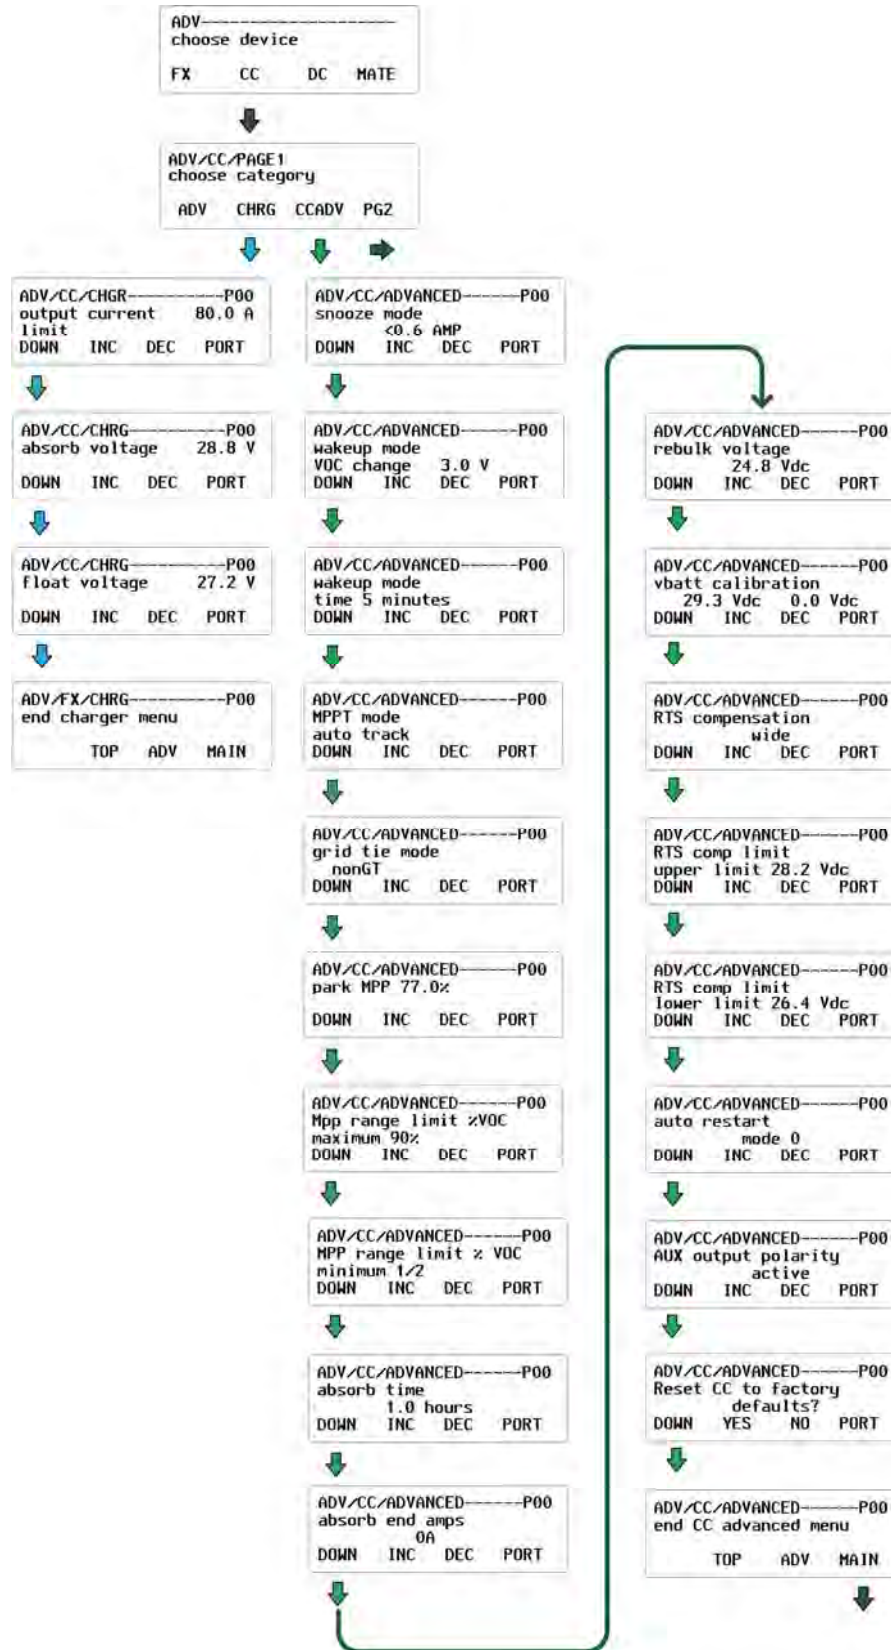 ADV---------------------
choose device
FX CC DC MATE
ADV/CC/PAGE1
choose category
ADV CHRG CCADV PG2
ADV/CC/CHGR----------P00
output current 80.0 A
limit
DOWN INC DEC PORT
ADV/CC/CHRG----------P00
absorb voltage 28.8 V
DOWN INC DEC PORT
ADV/CC/CHRG----------P00
float voltage 27.2 V
DOWN INC DEC PORT
ADV/FX/CHRG----------P00
end charger menu
TOP ADV MAIN
ADV/CC/ADVANCED------P00
snooze mode
<0.6 AMP
DOWN INC DEC PORT
ADV/CC/ADVANCED------P00
wakeup mode
VOC change 3.0 V
DOWN INC DEC PORT
ADV/CC/ADVANCED------P00
wakeup mode
time 5 minutes
DOWN INC DEC PORT
ADV/CC/ADVANCED------P00
MPPT mode
auto track
DOWN INC DEC PORT
ADV/CC/ADVANCED------P00
grid tie mode
nonGT
DOWN INC DEC PORT
ADV/CC/ADVANCED------P00
park MPP 77.0%
DOWN INC DEC PORT
ADV/CC/ADVANCED------P00
Mpp range limit %VOC
maximum 90%
DOWN INC DEC PORT
ADV/CC/ADVANCED------P00
MPP range limit % VOC
minimum 1/2
DOWN INC DEC PORT
ADV/CC/ADVANCED------P00
absorb time
1.0 hours
DOWN INC DEC PORT
ADV/CC/ADVANCED------P00
absorb end amps
0A
DOWN INC DEC PORT
ADV/CC/ADVANCED------P00
rebulk voltage
24.8 Vdc
DOWN INC DEC PORT
ADV/CC/ADVANCED------P00
vbatt calibration
29.3 Vdc 0.0 Vdc
DOWN INC DEC PORT
ADV/CC/ADVANCED------P00
RTS compensation
wide
DOWN INC DEC PORT
ADV/CC/ADVANCED------P00
RTS comp limit
upper limit 28.2 Vdc
DOWN INC DEC PORT
ADV/CC/ADVANCED------P00
RTS comp limit
lower limit 26.4 Vdc
DOWN INC DEC PORT
ADV/CC/ADVANCED------P00
auto restart
mode 0
DOWN INC DEC PORT
ADV/CC/ADVANCED------P00
AUX output polarity
active
DOWN INC DEC PORT
ADV/CC/ADVANCED------P00
Reset CC to factory
defaults?
DOWN YES NO PORT
ADV/CC/ADVANCED------P00
end CC advanced menu
TOP ADV MAIN